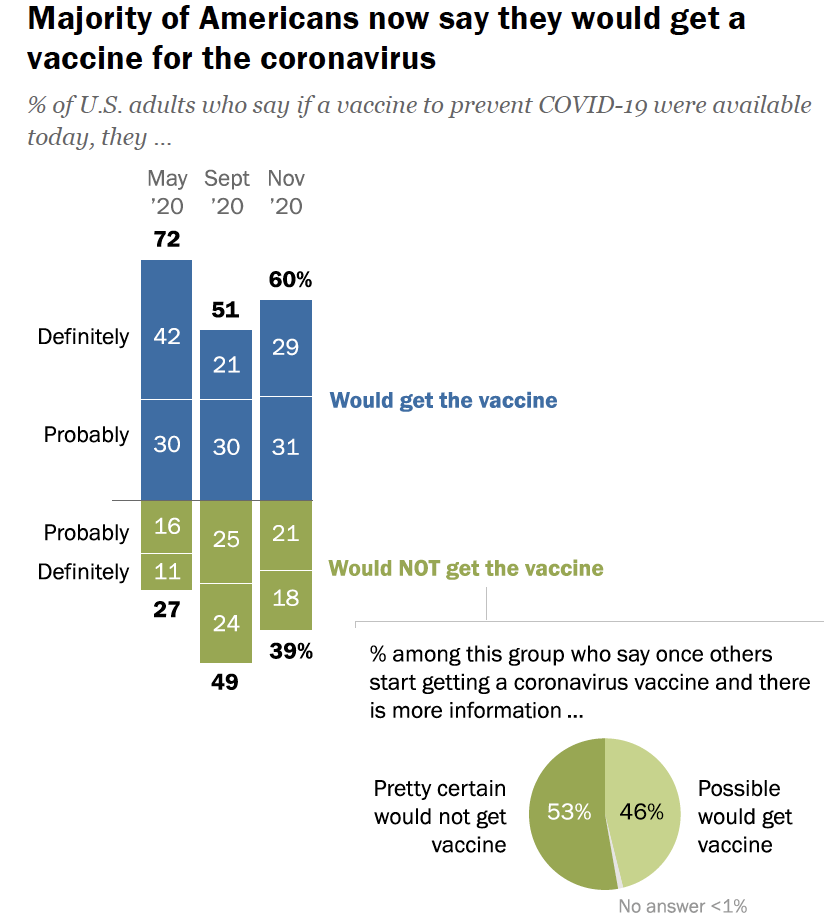 Majority of Americans now say they would get a
vaccine for the coronavirus
% of U.S. adults who say if a vaccine to prevent COVID-19 were available
today, they ...
May Sept Nov
’20 ’20 ’20
72
60%
51
Definitely 42 21 29
Would get the vaccine
Probably 30 30 31
Probably 16 25 21
Would NOT get the vaccine
Definitely 11 24 18
27
39%
49
% among this group who say once others
start getting a coronavirus vaccine and there
is more information ...
Pretty certain
would not get
vaccine
53%
46%
Possible
would get
vaccine
No answer <1%